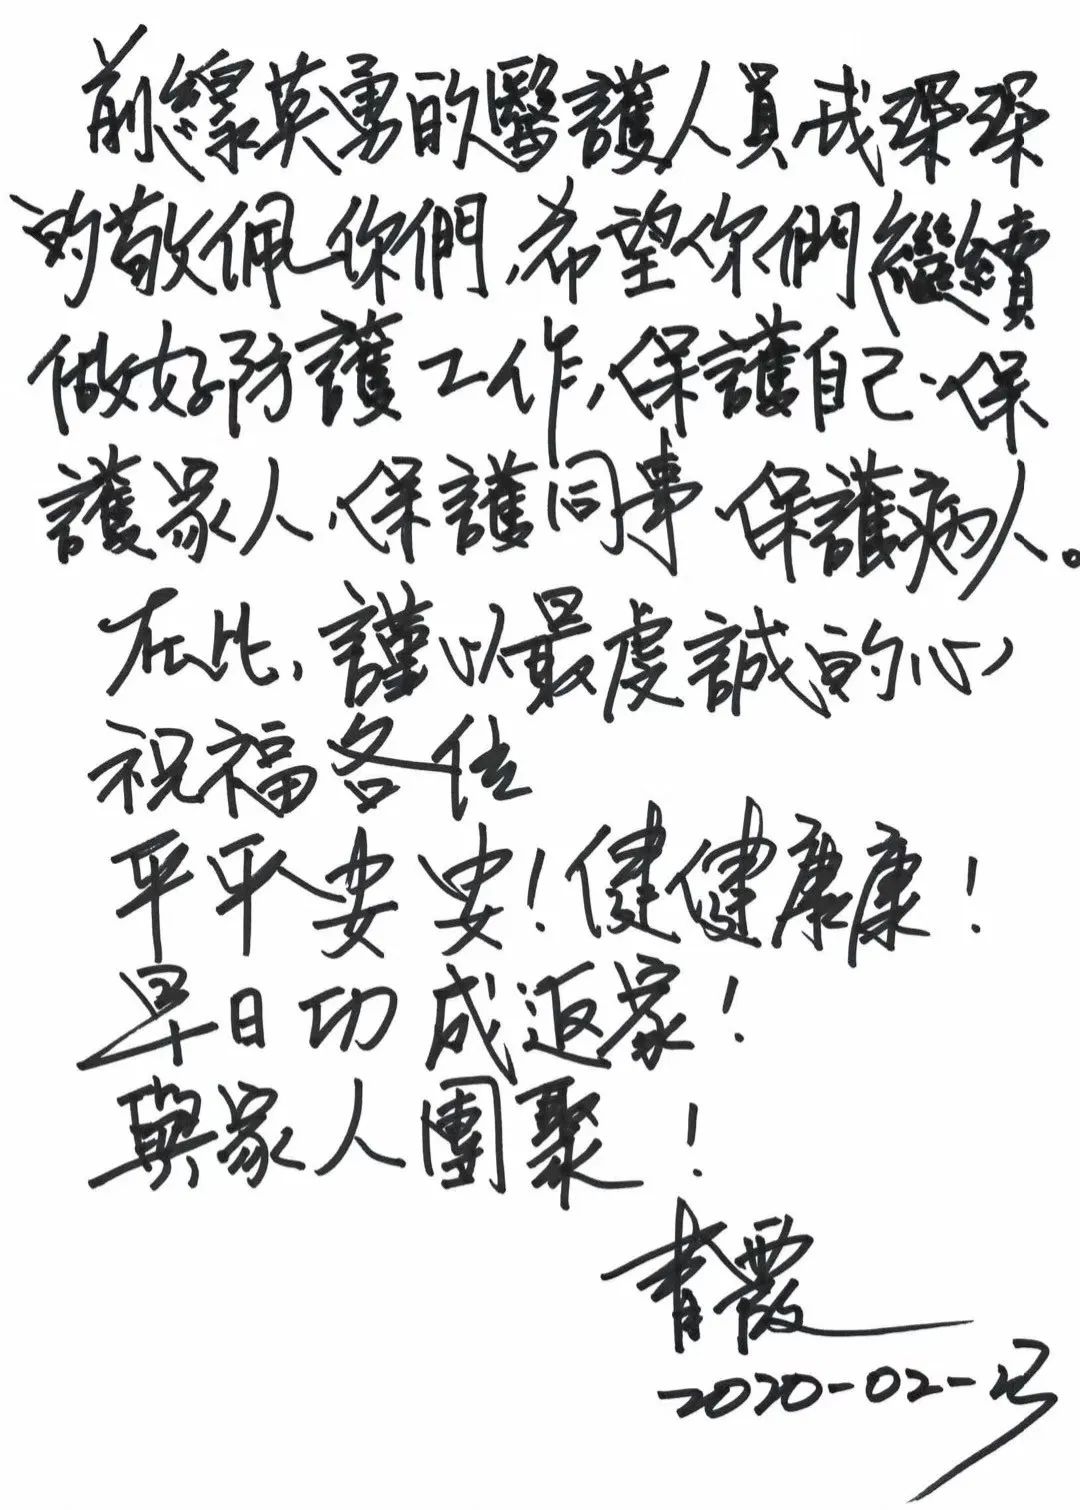 前線英勇的醫護人員我深深
的敬佩你們,希望你們繼續
做好防護工作,保護自己.保
護家人.保護同事.保護病人。
在此,謹以最虔誠的心
祝福各位
平平安安!健健康康!
早日功成返家!
與家人團聚!
青霞
2020-02-